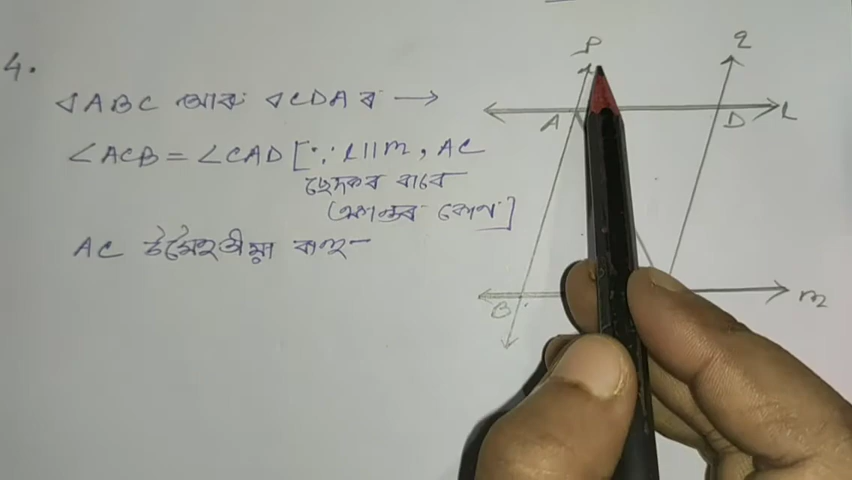 4.
∇ABC আৰু ∇CDA ৰ →
∠ACB = ∠CAD [∵ l || m, AC
ছেদকৰ বাবে
একান্তৰ কোণ]
AC উমৈহতীয়া বাহু-
P
q
A
D
l
B
m